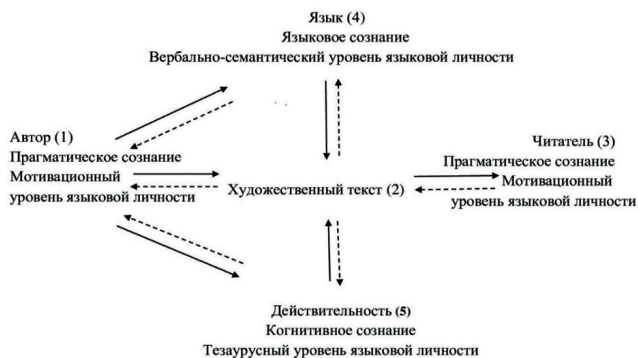 Язык (4)
Языковое сознание
Вербально-семантический уровень языковой личности
Автор (1)
Прагматическое сознание
Мотивационный
уровень языковой личности
Художественный текст (2)
Читатель (3)
Прагматическое сознание
Мотивационный
уровень языковой личности
Действительность (5)
Когнитивное сознание
Тезаурусный уровень языковой личности